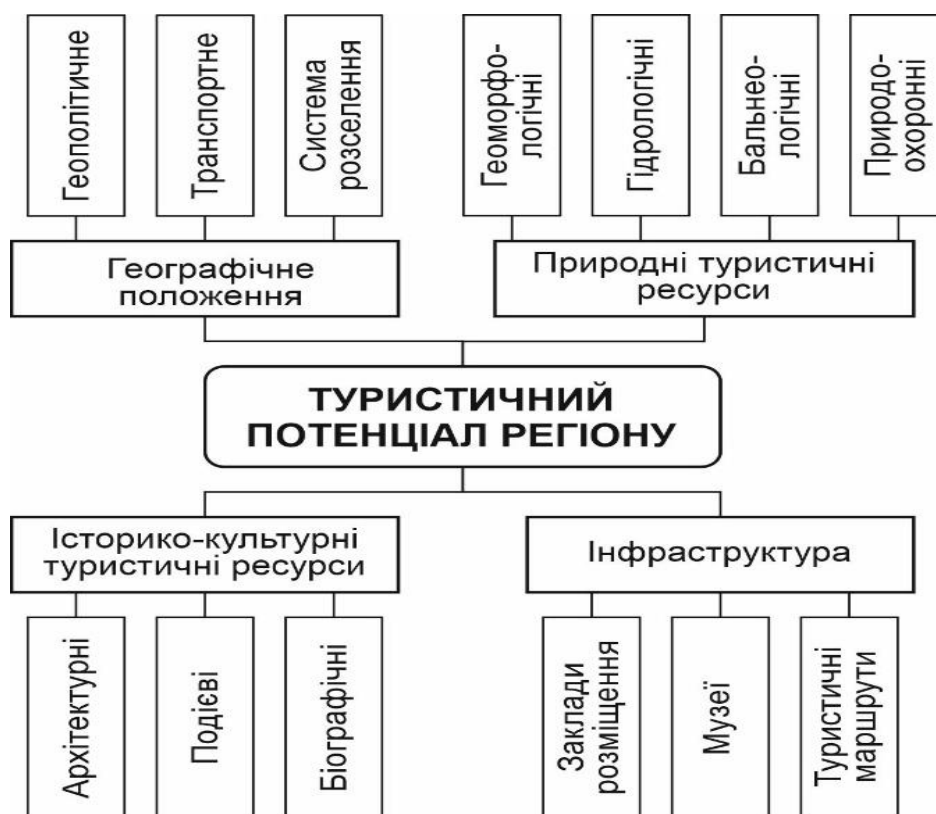 Геополітичне
Транспортне
Система
розселення
Геоморфо-
логічні
Гідрологічні
Бальнео-
логічні
Природо-
охоронні
Географічне
положення
Природні туристичні
ресурси
ТУРИСТИЧНИЙ
ПОТЕНЦІАЛ РЕГІОНУ
Історико-культурні
туристичні ресурси
Інфраструктура
Архітектурні
Подієві
Біографічні
Заклади
розміщення
Музеї
Туристичні
маршрути